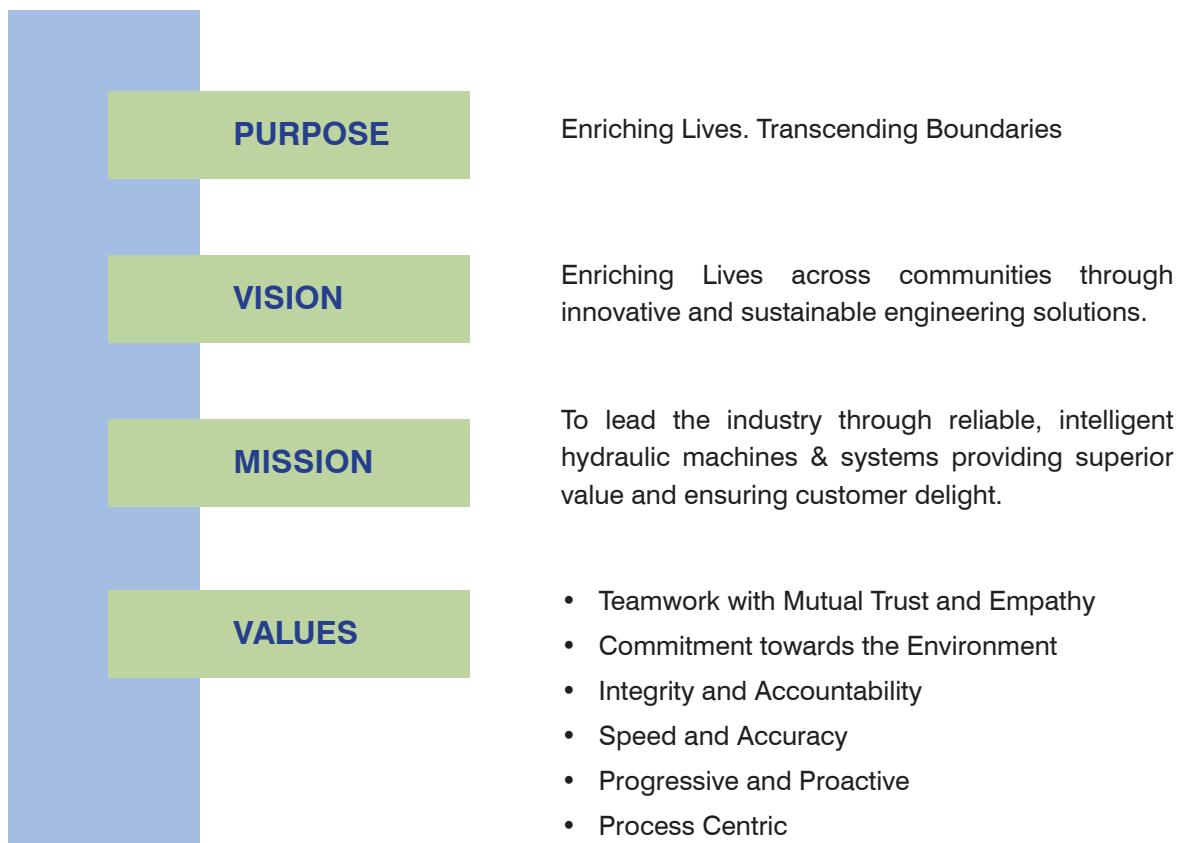 PURPOSE
Enriching Lives. Transcending Boundaries
VISION
Enriching Lives across communities through
innovative and sustainable engineering solutions.
MISSION
To lead the industry through reliable, intelligent
hydraulic machines & systems providing superior
value and ensuring customer delight.
VALUES
• Teamwork with Mutual Trust and Empathy
• Commitment towards the Environment
• Integrity and Accountability
• Speed and Accuracy
• Progressive and Proactive
• Process Centric